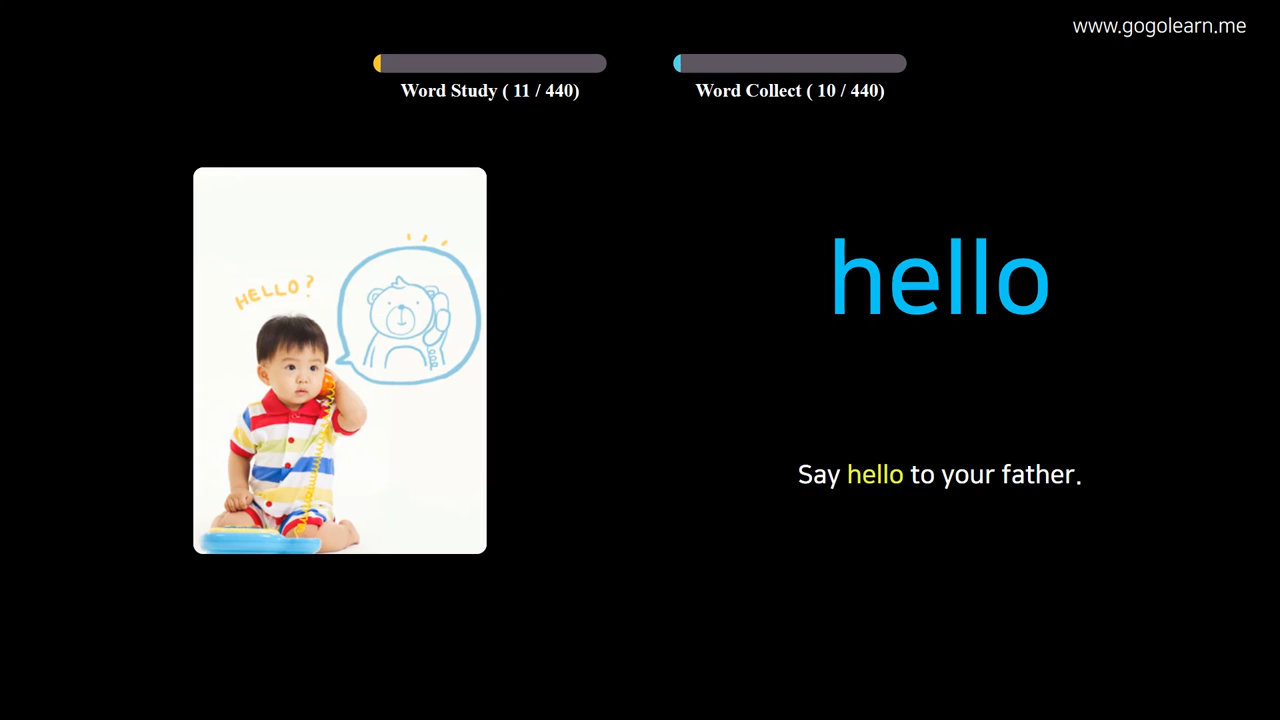 www.gogolearn.me
Word Study ( 11 / 440)
Word Collect ( 10 / 440)
HELLO?
hello
Say hello to your father.